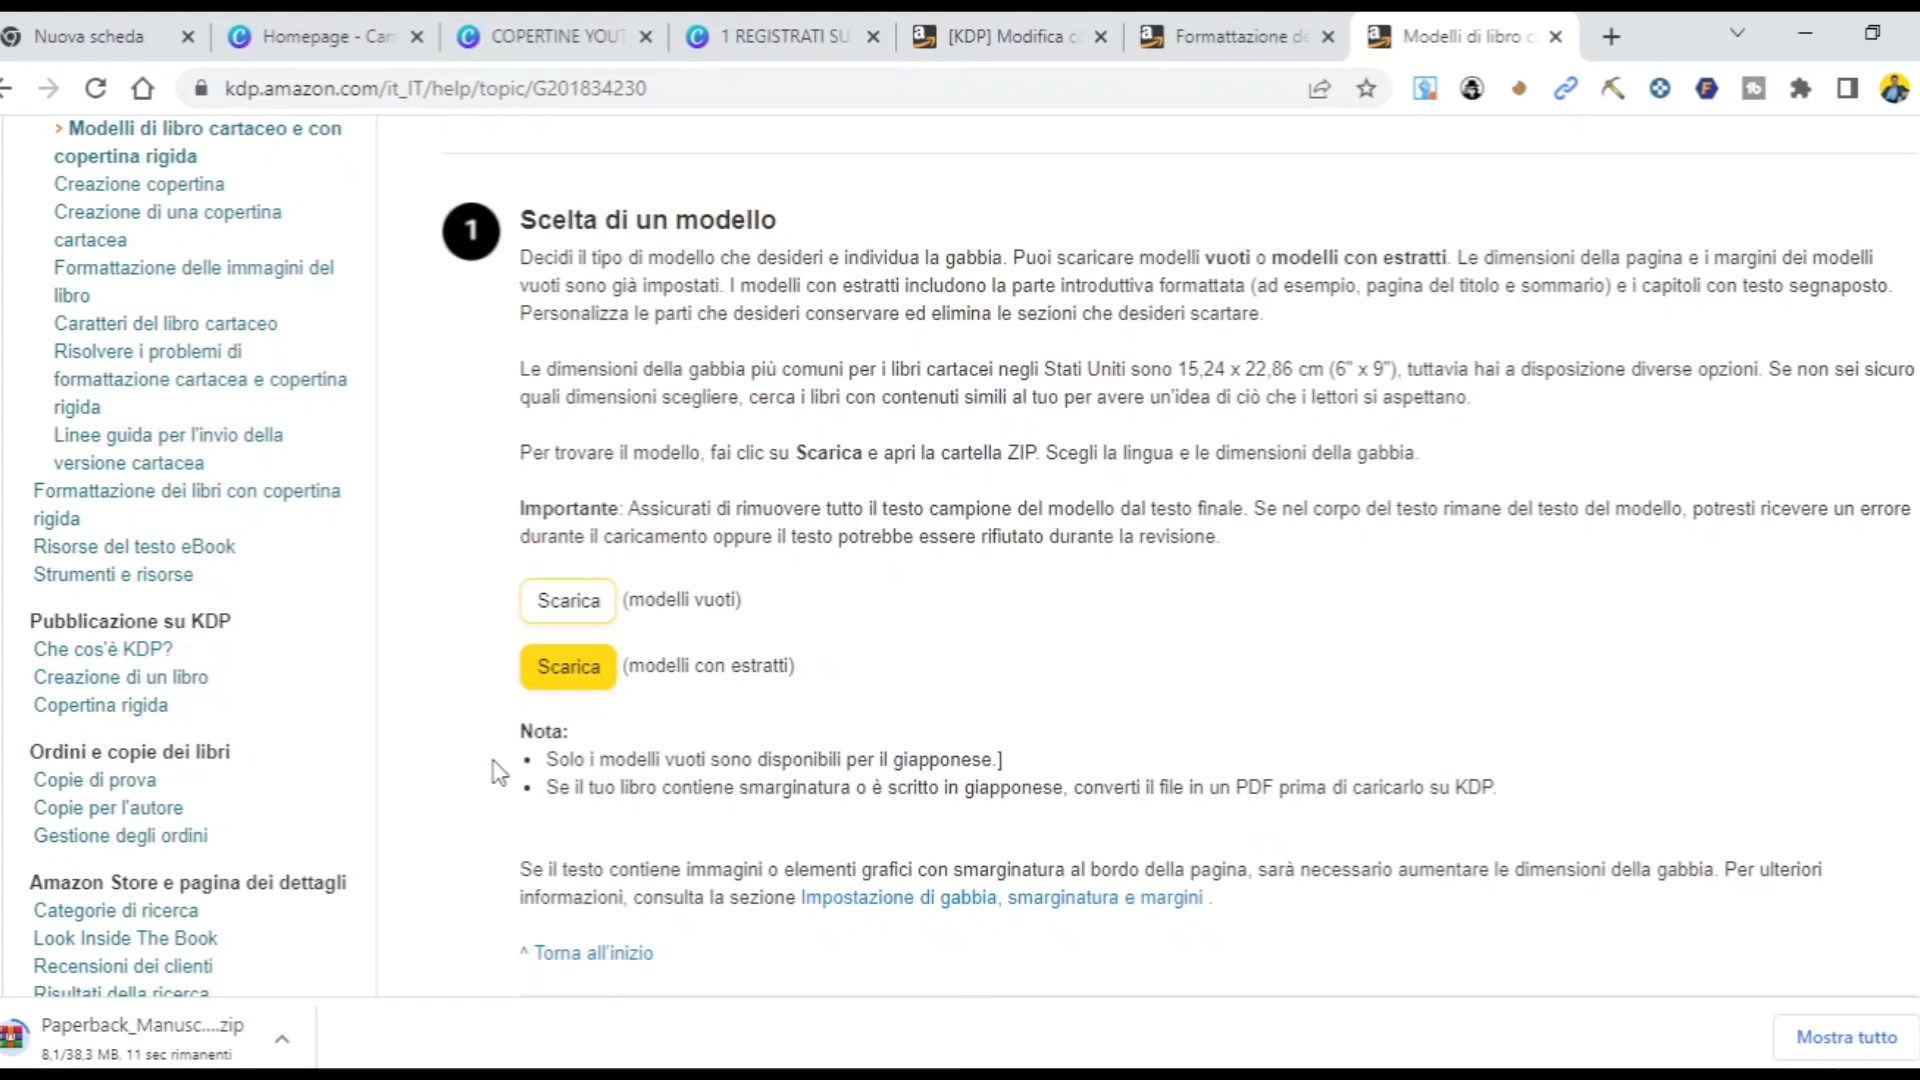 Nuova scheda
Homepage - Can
COPERTINE YOUT
1 REGISTRATI SU
[KDP] Modifica co
Formattazione de
Modelli di libro c
kdp.amazon.com/it_IT/help/topic/G201834230
> Modelli di libro cartaceo e con
copertina rigida
Creazione copertina
Creazione di una copertina
cartacea
Formattazione delle immagini del
libro
Caratteri del libro cartaceo
Risolvere i problemi di
formattazione cartacea e copertina
rigida
Linee guida per l'invio della
versione cartacea
Formattazione dei libri con copertina
rigida
Risorse del testo eBook
Strumenti e risorse
Pubblicazione su KDP
Che cos'è KDP?
Creazione di un libro
Copertina rigida
Ordini e copie dei libri
Copie di prova
Copie per l'autore
Gestione degli ordini
Amazon Store e pagina dei dettagli
Categorie di ricerca
Look Inside The Book
Recensioni dei clienti
Risultati della ricerca
1
Scelta di un modello
Decidi il tipo di modello che desideri e individua la gabbia. Puoi scaricare modelli vuoti o modelli con estratti. Le dimensioni della pagina e i margini dei modelli
vuoti sono già impostati. I modelli con estratti includono la parte introduttiva formattata (ad esempio, pagina del titolo e sommario) e i capitoli con testo segnaposto.
Personalizza le parti che desideri conservare ed elimina le sezioni che desideri scartare.
Le dimensioni della gabbia più comuni per i libri cartacei negli Stati Uniti sono 15,24 x 22,86 cm (6" x 9"), tuttavia hai a disposizione diverse opzioni. Se non sei sicuro
quali dimensioni scegliere, cerca i libri con contenuti simili al tuo per avere un'idea di ciò che i lettori si aspettano.
Per trovare il modello, fai clic su Scarica e apri la cartella ZIP. Scegli la lingua e le dimensioni della gabbia.
Importante: Assicurati di rimuovere tutto il testo campione del modello dal testo finale. Se nel corpo del testo rimane del testo del modello, potresti ricevere un errore
durante il caricamento oppure il testo potrebbe essere rifiutato durante la revisione.
Scarica (modelli vuoti)
Scarica (modelli con estratti)
Nota:
• Solo i modelli vuoti sono disponibili per il giapponese.]
• Se il tuo libro contiene smarginatura o è scritto in giapponese, converti il file in un PDF prima di caricarlo su KDP.
Se il testo contiene immagini o elementi grafici con smarginatura al bordo della pagina, sarà necessario aumentare le dimensioni della gabbia. Per ulteriori
informazioni, consulta la sezione Impostazione di gabbia, smarginatura e margini .
^ Torna all'inizio
Paperback_Manusc....zip
8,1/38,3 MB, 11 sec rimanenti
Mostra tutto